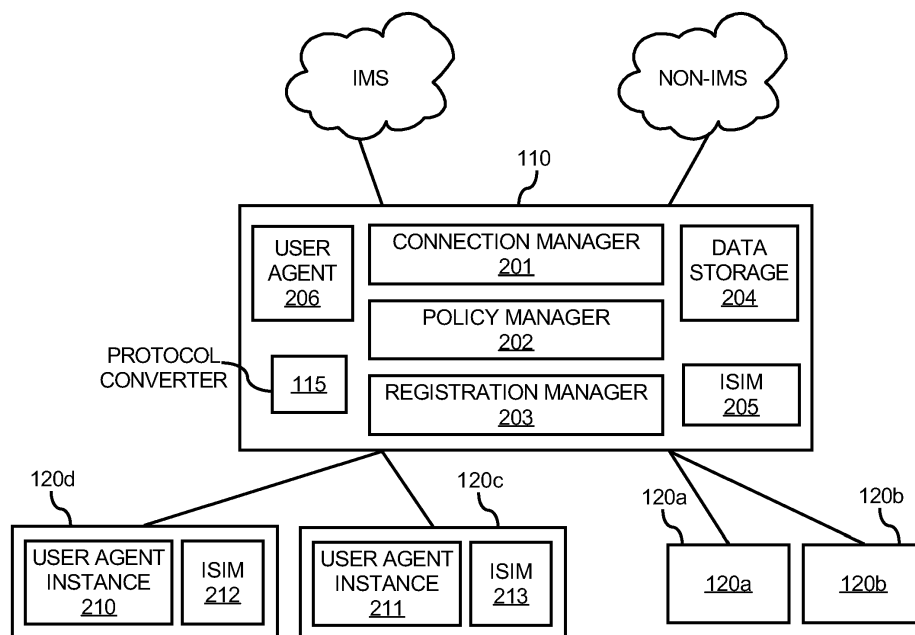 IMS
NON-IMS
110
USER
AGENT
206
CONNECTION MANAGER
201
DATA
STORAGE
204
POLICY MANAGER
202
PROTOCOL
CONVERTER
115
REGISTRATION MANAGER
203
ISIM
205
120d
120c
120a
120b
USER AGENT
INSTANCE
210
ISIM
212
USER AGENT
INSTANCE
211
ISIM
213
120a
120b